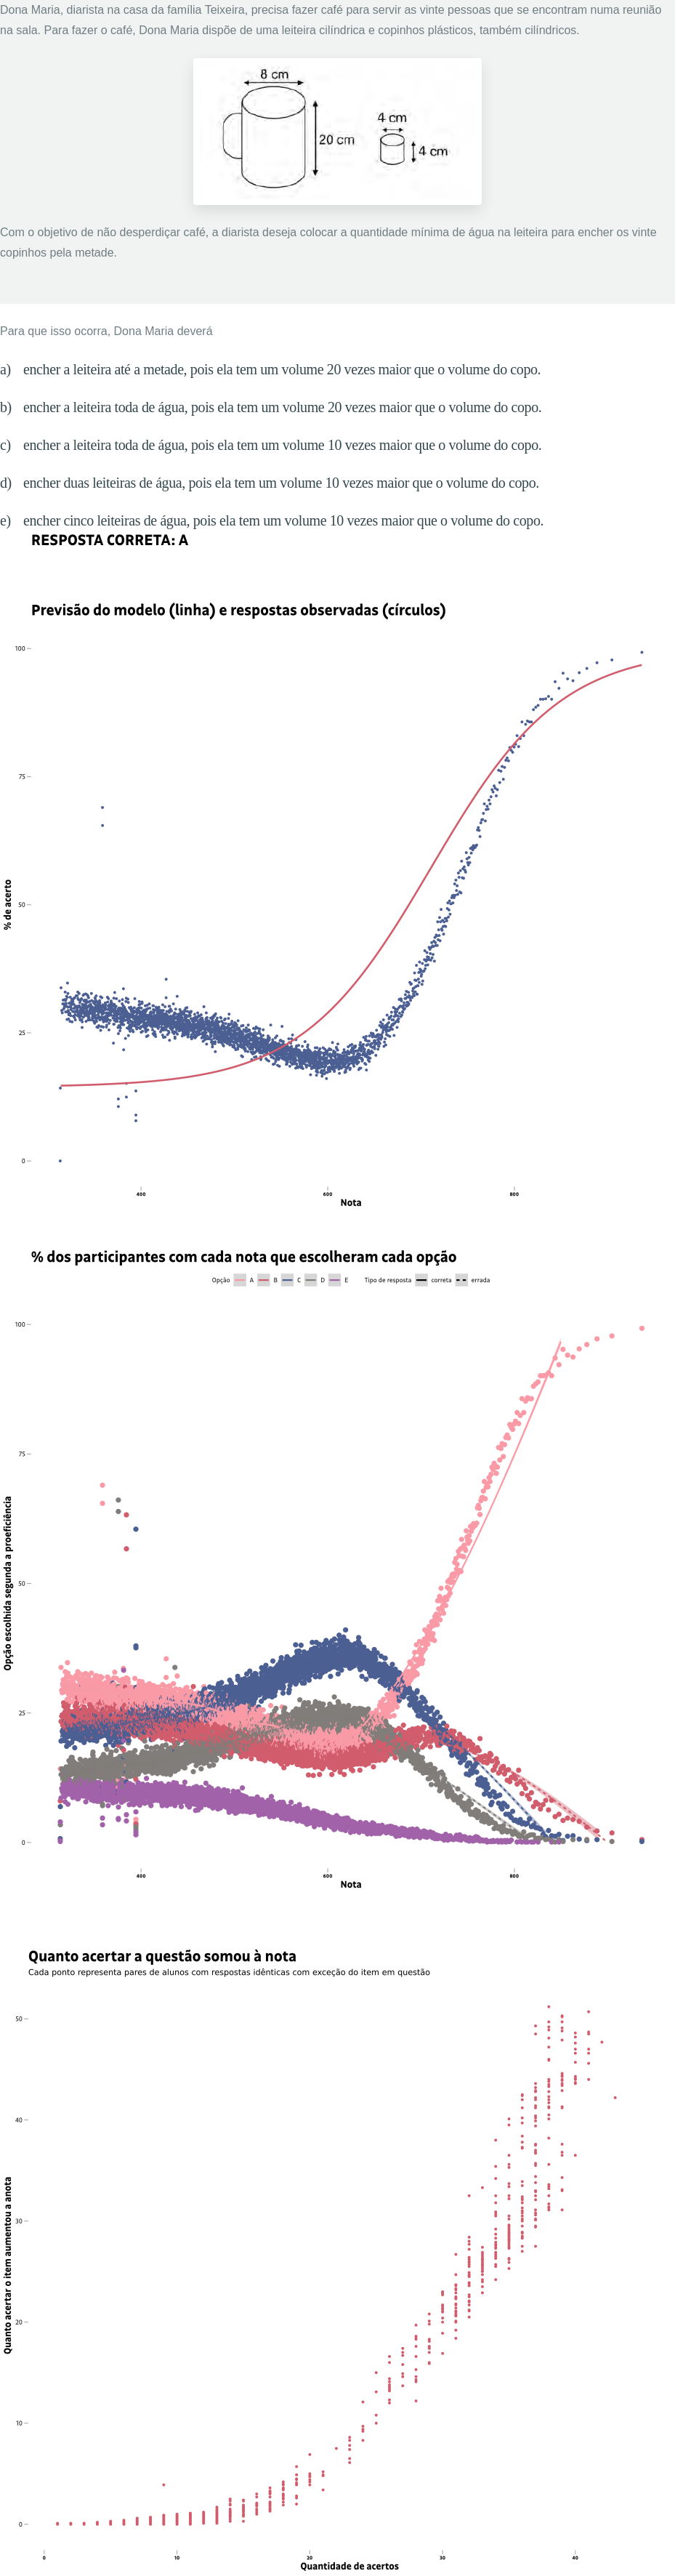 Dona Maria, diarista na casa da família Teixeira, precisa fazer café para servir as vinte pessoas que se encontram numa reunião
na sala. Para fazer o café, Dona Maria dispõe de uma leiteira cilíndrica e copinhos plásticos, também cilíndricos.
8 cm
20 cm
4 cm
4 cm
Com o objetivo de não desperdiçar café, a diarista deseja colocar a quantidade mínima de água na leiteira para encher os vinte
copinhos pela metade.
Para que isso ocorra, Dona Maria deverá
a) encher a leiteira até a metade, pois ela tem um volume 20 vezes maior que o volume do copo.
b) encher a leiteira toda de água, pois ela tem um volume 20 vezes maior que o volume do copo.
c) encher a leiteira toda de água, pois ela tem um volume 10 vezes maior que o volume do copo.
d) encher duas leiteiras de água, pois ela tem um volume 10 vezes maior que o volume do copo.
e) encher cinco leiteiras de água, pois ela tem um volume 10 vezes maior que o volume do copo.
RESPOSTA CORRETA: A
Previsão do modelo (linha) e respostas observadas (círculos)
100
75
50
25
0
% de acerto
400 600 800
Nota
% dos participantes com cada nota que escolheram cada opção
Opção A B C D E Tipo de resposta correta errada
100
75
50
25
0
Opção escolhida segunda a proeficiência
400 600 800
Nota
Quanto acertar a questão somou à nota
Cada ponto representa pares de alunos com respostas idênticas com exceção do item em questão
50
40
30
20
10
0
Quanto acertar o item aumentou a anota
0 10 20 30 40
Quantidade de acertos